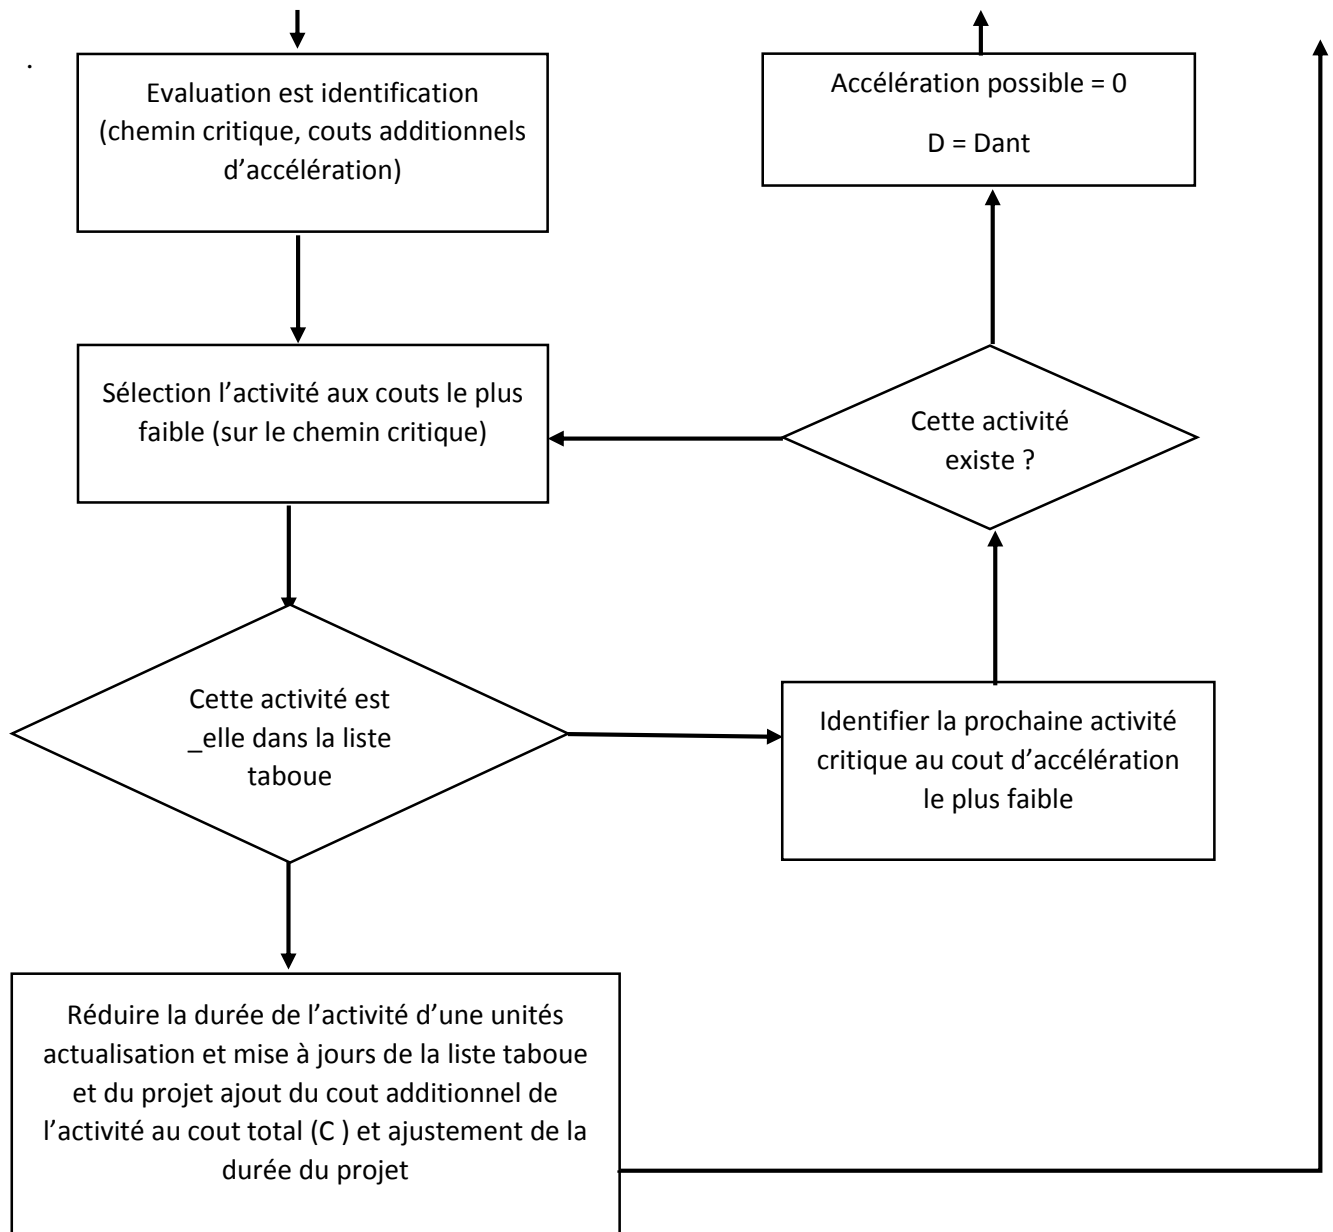 .
Evaluation est identification
(chemin critique, couts additionnels
d’accélération)
Accélération possible = 0
D = Dant
Sélection l’activité aux couts le plus
faible (sur le chemin critique)
Cette activité
existe ?
Cette activité est
_elle dans la liste
taboue
Identifier la prochaine activité
critique au cout d’accélération
le plus faible
Réduire la durée de l’activité d’une unités
actualisation et mise à jours de la liste taboue
et du projet ajout du cout additionnel de
l’activité au cout total (C ) et ajustement de la
durée du projet